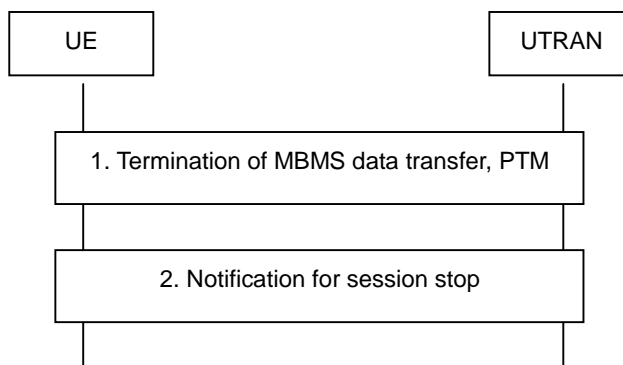 UE
UTRAN
1. Termination of MBMS data transfer, PTM
2. Notification for session stop